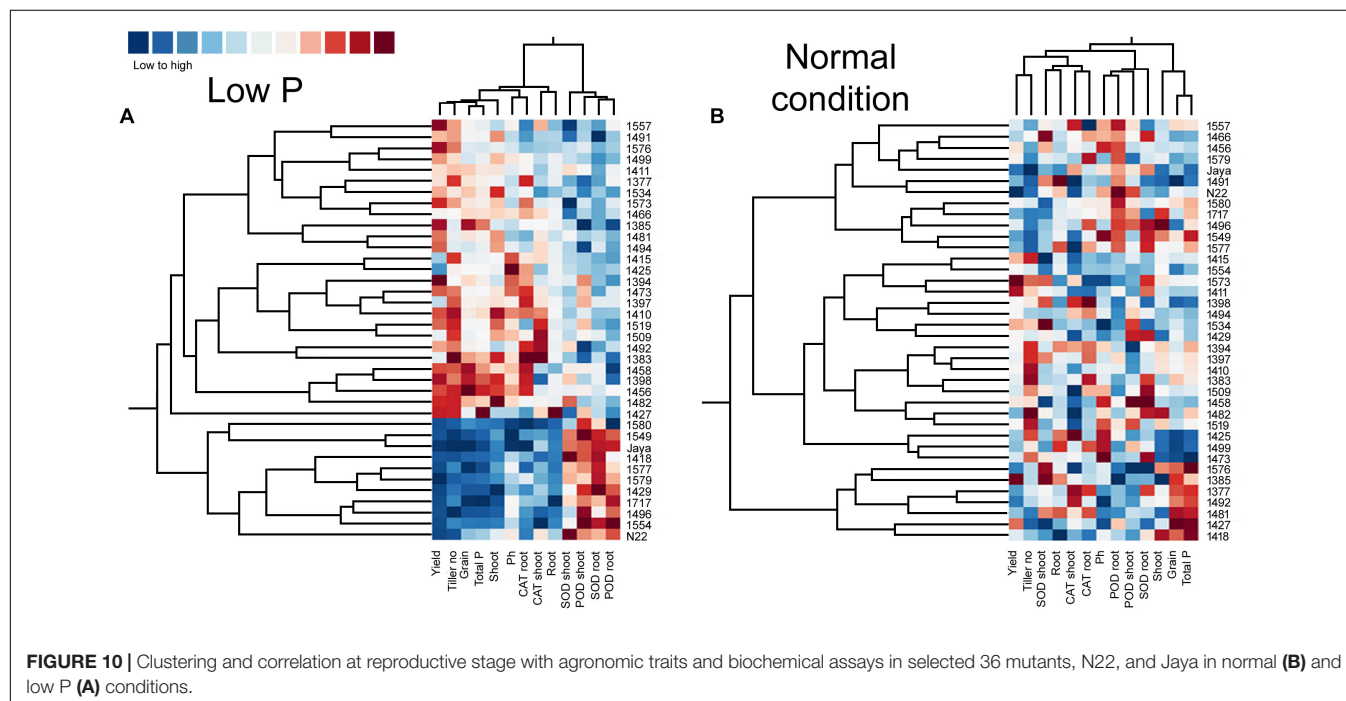 Low to high
Low P
A
1557
1491
1576
1499
1411
1377
1534
1573
1466
1385
1481
1494
1415
1425
1394
1473
1397
1410
1519
1509
1492
1383
1458
1398
1456
1482
1427
1580
1549
Jaya
1418
1577
1579
1429
1717
1496
1554
N22
Yield
Tiller no
Grain
Total P
Shoot
Ph
CAT root
CAT shoot
Root
SOD shoot
POD shoot
SOD root
POD root
Normal
condition
B
1557
1466
1456
1579
Jaya
1491
N22
1580
1717
1496
1549
1577
1415
1554
1573
1411
1398
1494
1534
1429
1394
1397
1410
1383
1509
1458
1482
1519
1425
1499
1473
1576
1385
1377
1492
1481
1427
1418
Yield
Tiller no
SOD shoot
Root
CAT shoot
CAT root
Ph
POD root
POD shoot
SOD root
Shoot
Grain
Total P
FIGURE 10 | Clustering and correlation at reproductive stage with agronomic traits and biochemical assays in selected 36 mutants, N22, and Jaya in normal (B) and
low P (A) conditions.